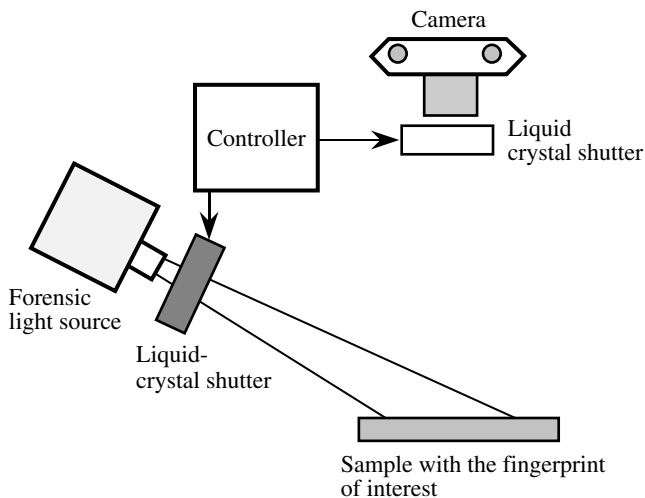 Camera
Controller
Liquid
crystal shutter
Forensic
light source
Liquid-
crystal shutter
Sample with the fingerprint
of interest